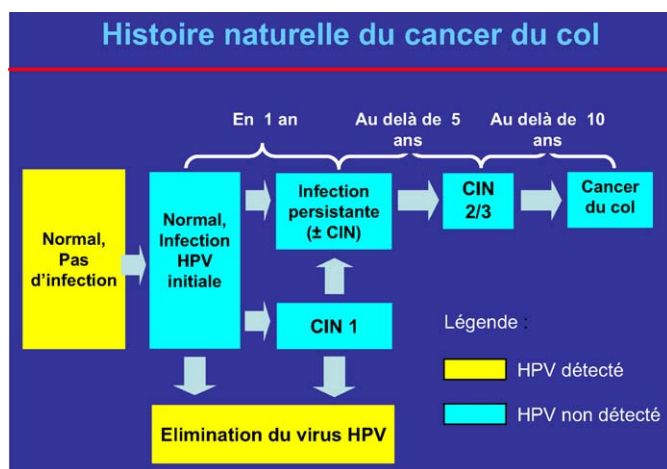 Histoire naturelle du cancer du col
En 1 an
Au delà de 5
ans
Au delà de 10
ans
Normal,
Pas
d'infection
Normal,
Infection
HPV
initiale
Infection
persistante
(± CIN)
CIN
2/3
Cancer
du col
CIN 1
Elimination du virus HPV
Légende :
HPV détecté
HPV non détecté